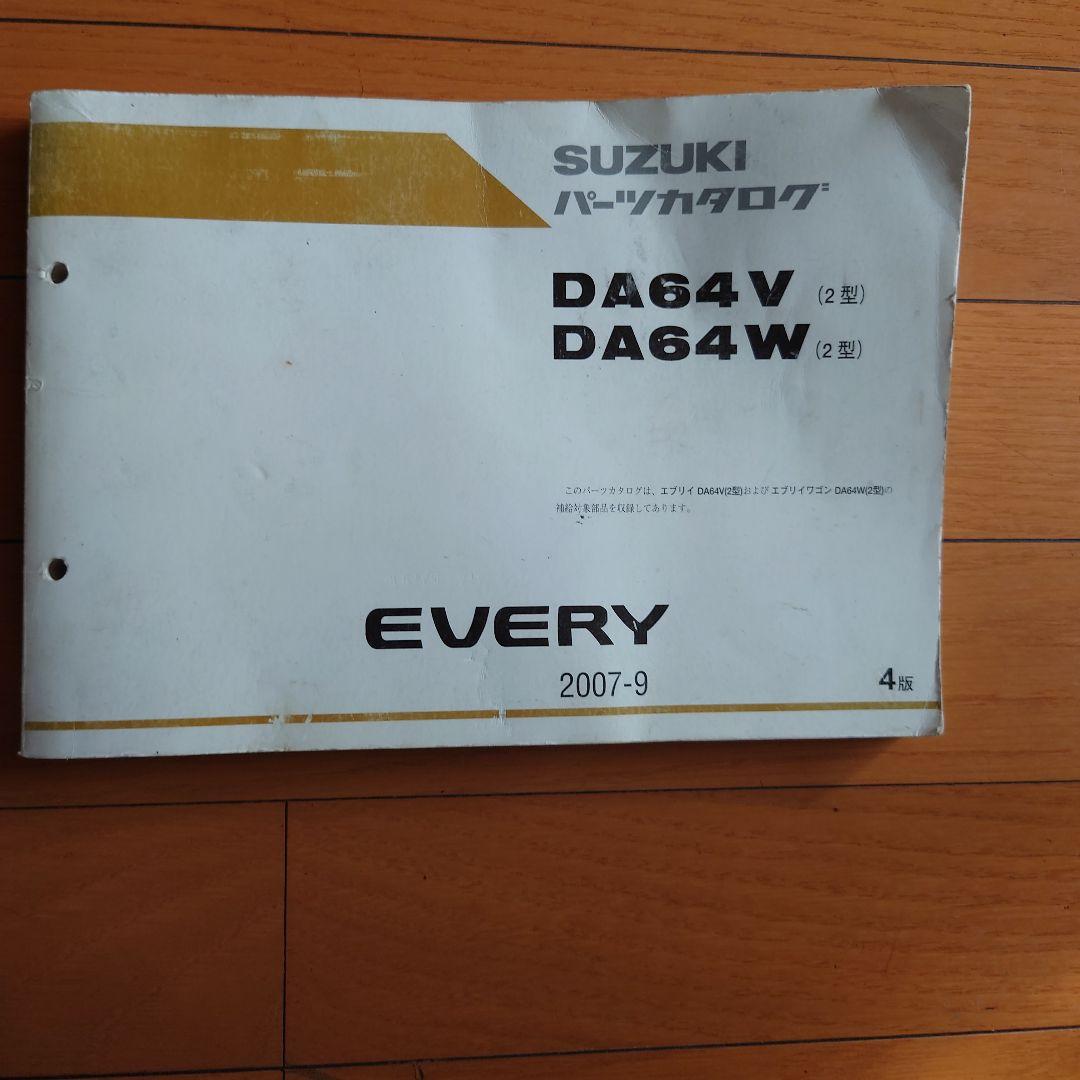 SUZUKI
パーツカタログ
DA64V (2型)
DA64W (2型)
このパーツカタログは、エブリイ DA64V(2型)および エブリイワゴン DA64W(2型)の
補給対象部品を収録してあります。
EVERY
2007-9
4版